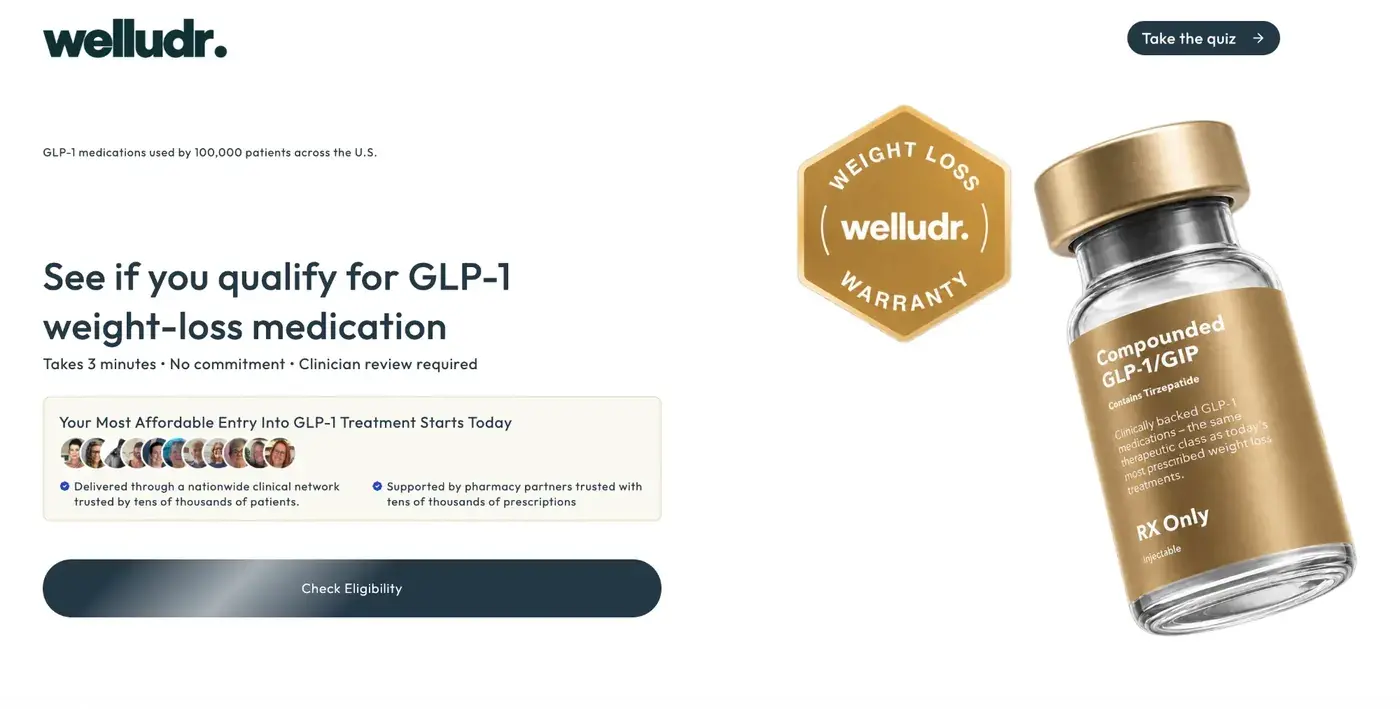 welludr.
Take the quiz
GLP-1 medications used by 100,000 patients across the U.S.
See if you qualify for GLP-1
weight-loss medication
Takes 3 minutes • No commitment • Clinician review required
Your Most Affordable Entry Into GLP-1 Treatment Starts Today
Delivered through a nationwide clinical network
trusted by tens of thousands of patients.
Supported by pharmacy partners trusted with
tens of thousands of prescriptions
Check Eligibility
WEIGHT LOSS
welludr.
WARRANTY
Compounded
GLP-1/GIP
Contains Tirzepatide
Clinically backed GLP-1
medications – the same
therapeutic class as today's
most prescribed weight loss
treatments.
RX Only
injectable